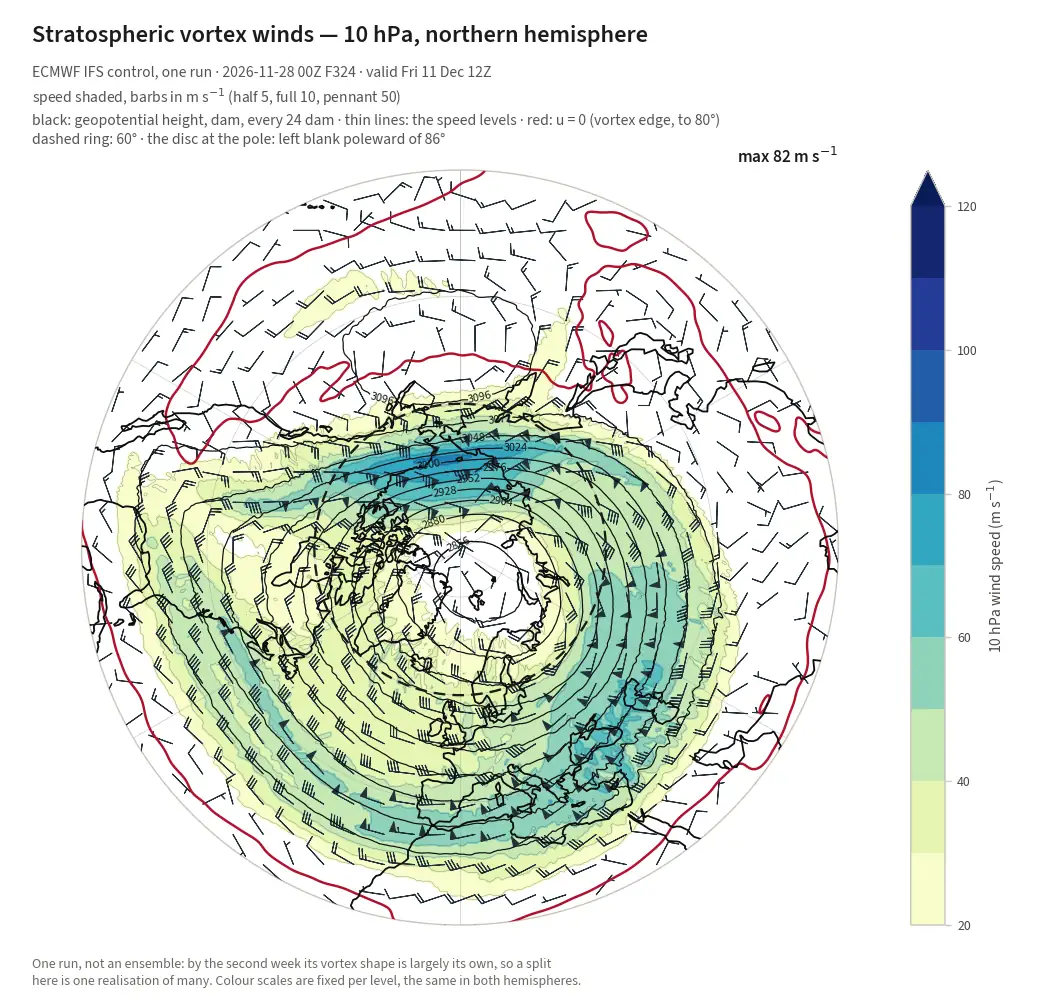 Stratospheric vortex winds — 10 hPa, northern hemisphere
ECMWF IFS control, one run · 2026-11-28 00Z F324 · valid Fri 11 Dec 12Z
speed shaded, barbs in m s⁻¹ (half 5, full 10, pennant 50)
black: geopotential height, dam, every 24 dam · thin lines: the speed levels · red: u = 0 (vortex edge, to 80°)
dashed ring: 60° · the disc at the pole: left blank poleward of 86°
max 82 m s⁻¹
120
100
80
60
40
20
10 hPa wind speed (m s⁻¹)
3096
3096
3048
3024
3000
2952
2928
2880
One run, not an ensemble: by the second week its vortex shape is largely its own, so a split
here is one realisation of many. Colour scales are fixed per level, the same in both hemispheres.